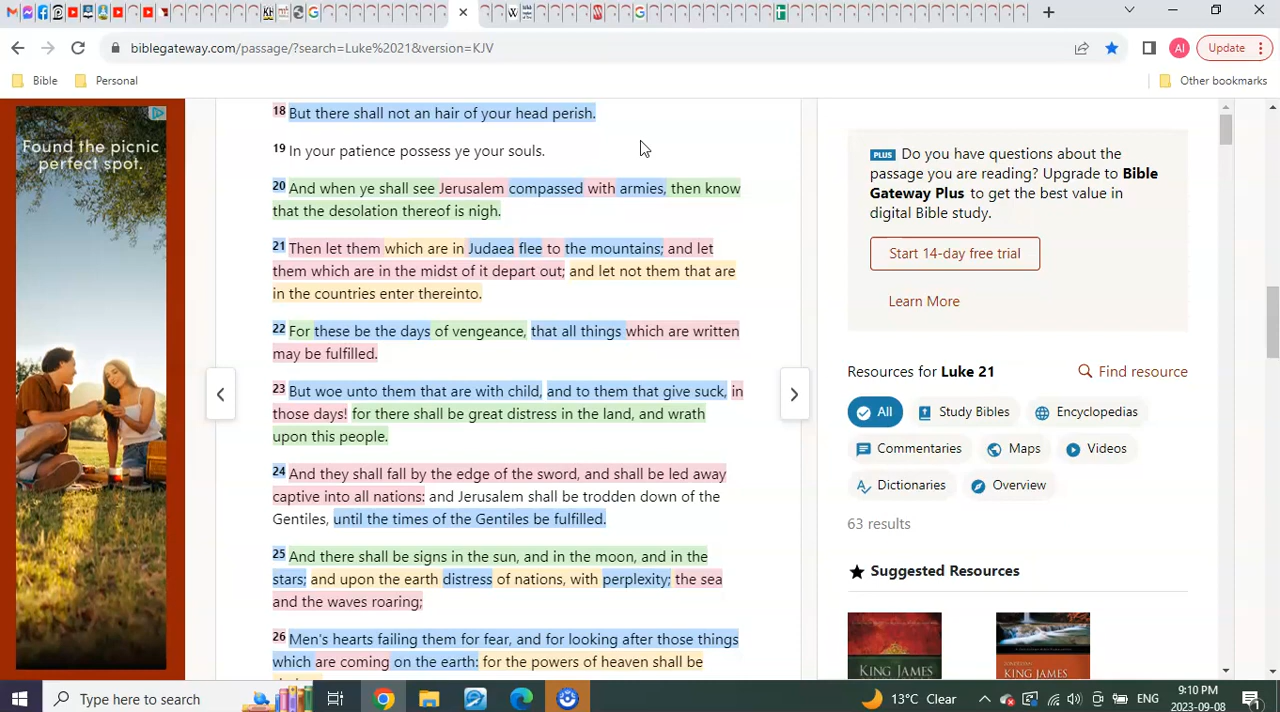 biblegateway.com/passage/?search=Luke%2021&version=KJV
AI
Update
Bible
Personal
Other bookmarks
Found the picnic
perfect spot.
18 But there shall not an hair of your head perish.
19 In your patience possess ye your souls.
20 And when ye shall see Jerusalem compassed with armies, then know
that the desolation thereof is nigh.
21 Then let them which are in Judaea flee to the mountains; and let
them which are in the midst of it depart out; and let not them that are
in the countries enter thereinto.
22 For these be the days of vengeance, that all things which are written
may be fulfilled.
23 But woe unto them that are with child, and to them that give suck, in
those days! for there shall be great distress in the land, and wrath
upon this people.
24 And they shall fall by the edge of the sword, and shall be led away
captive into all nations: and Jerusalem shall be trodden down of the
Gentiles, until the times of the Gentiles be fulfilled.
25 And there shall be signs in the sun, and in the moon, and in the
stars; and upon the earth distress of nations, with perplexity; the sea
and the waves roaring;
26 Men's hearts failing them for fear, and for looking after those things
which are coming on the earth: for the powers of heaven shall be
PLUS Do you have questions about the
passage you are reading? Upgrade to Bible
Gateway Plus to get the best value in
digital Bible study.
Start 14-day free trial
Learn More
Resources for Luke 21
Find resource
All
Study Bibles
Encyclopedias
Commentaries
Maps
Videos
Dictionaries
Overview
63 results
Suggested Resources
KING JAMES
KING JAMES
Type here to search
13°C Clear
ENG
9:10 PM
2023-09-08
1